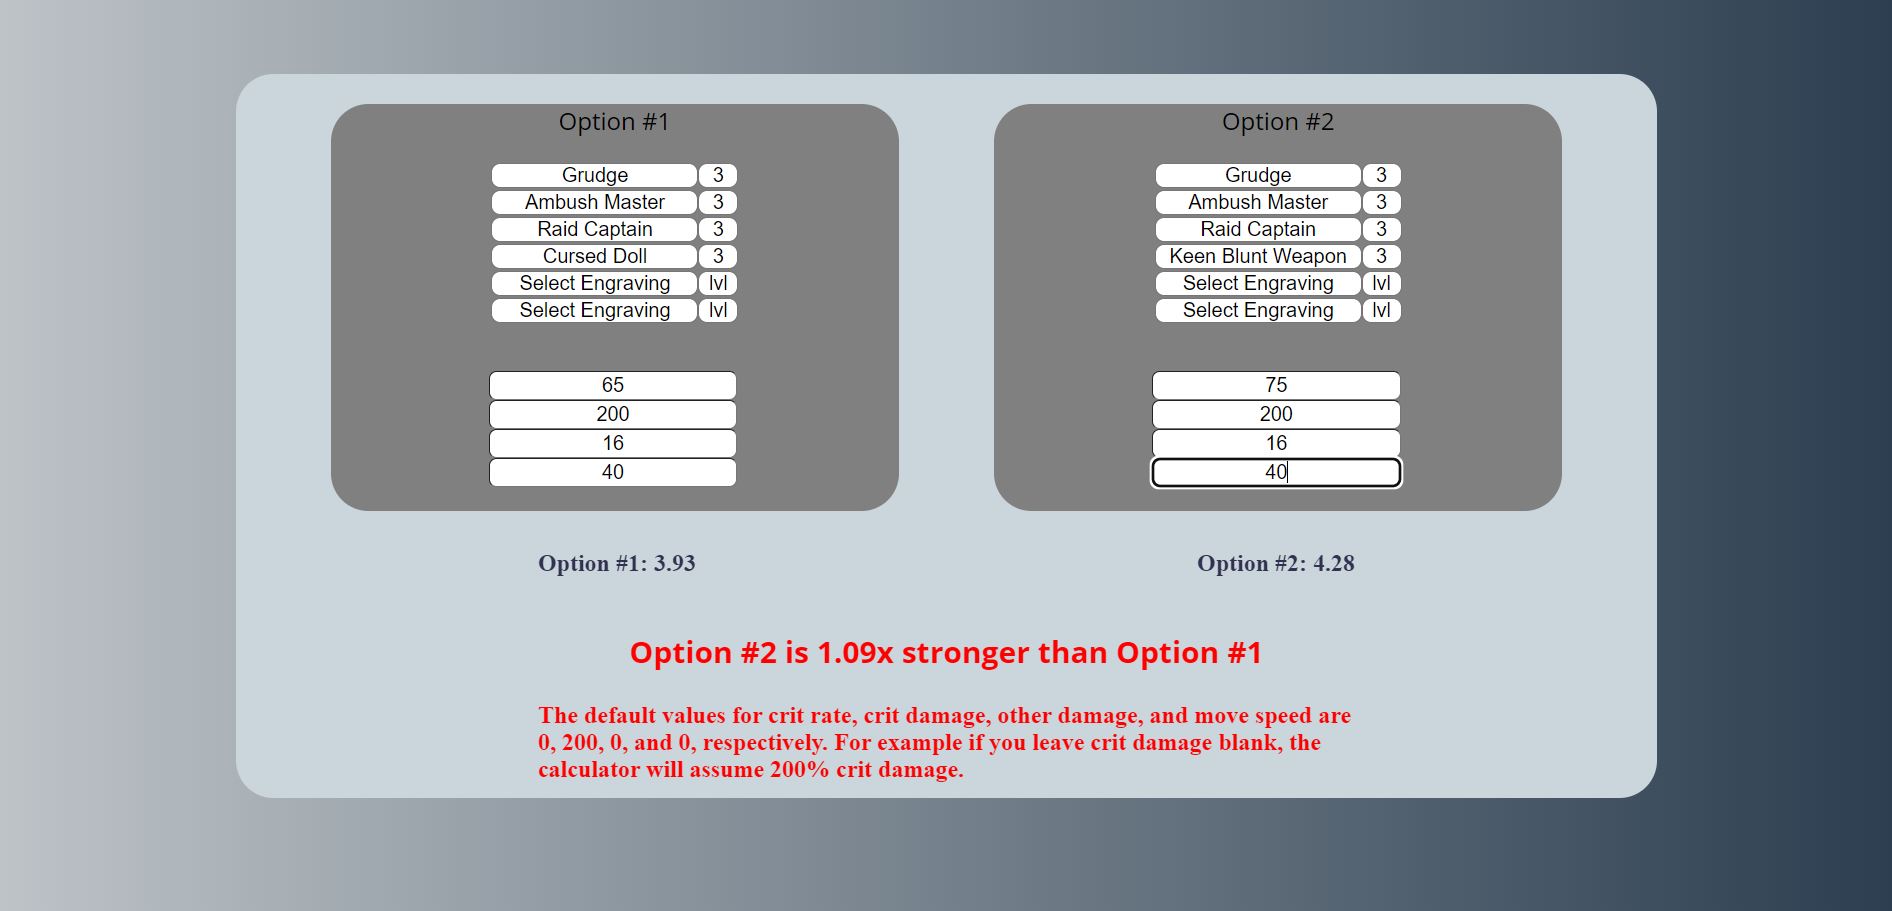 Option #1
Grudge 3
Ambush Master 3
Raid Captain 3
Cursed Doll 3
Select Engraving lvl
Select Engraving lvl
65
200
16
40
Option #2
Grudge 3
Ambush Master 3
Raid Captain 3
Keen Blunt Weapon 3
Select Engraving lvl
Select Engraving lvl
75
200
16
40
Option #1: 3.93
Option #2: 4.28
Option #2 is 1.09x stronger than Option #1
The default values for crit rate, crit damage, other damage, and move speed are
0, 200, 0, and 0, respectively. For example if you leave crit damage blank, the
calculator will assume 200% crit damage.